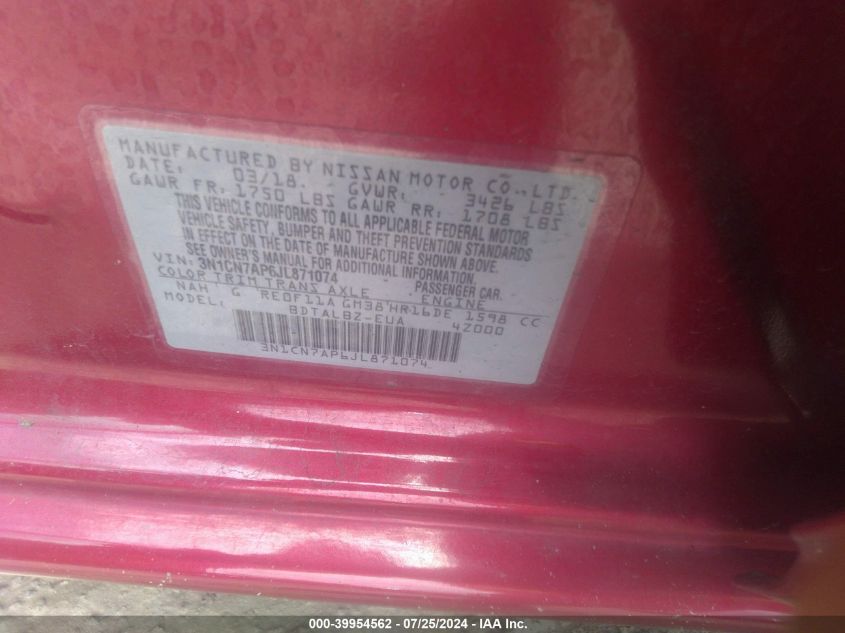 MANUFACTURED BY NISSAN MOTOR CO., LTD.
DATE: 03/18 GVWR: 3426 LBS
GAWR FR: 1750 LBS GAWR RR: 1708 LBS
THIS VEHICLE CONFORMS TO ALL APPLICABLE FEDERAL MOTOR
VEHICLE SAFETY, BUMPER AND THEFT PREVENTION STANDARDS
IN EFFECT ON THE DATE OF MANUFACTURE SHOWN ABOVE.
SEE OWNER'S MANUAL FOR ADDITIONAL INFORMATION.
VIN: 3N1CN7AP6JL871074 PASSENGER CAR.
COLOR TRIM TRANS AXLE ENGINE
NAH G RE0F11A GM38 HR16DE 1598 CC
MODEL: BDTALBZ-EUA 4Z000
3N1CN7AP6JL871074
000-39954562 | 07/25/2024 - IAAI.com